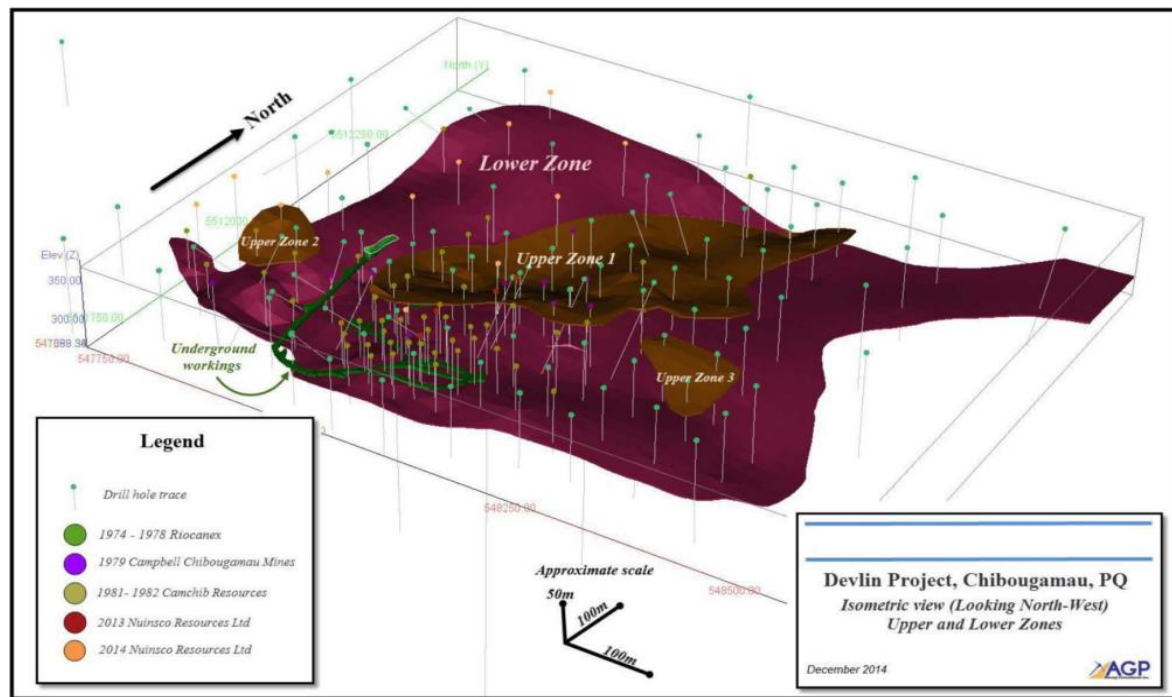 North (Y)
North
5512250.00
Lower Zone
5512000
Upper Zone 2
Upper Zone 1
Elev (Z)
350.00
300.00
547750.00
Underground
workings
Upper Zone 3
Legend
Drill hole trace
1974 - 1978 Riocanex
1979 Campbell Chibougamau Mines
1981- 1982 Camchib Resources
2013 Nuinsco Resources Ltd
2014 Nuinsco Resources Ltd
548250.00
548500.00
Approximate scale
50m
100m
100m
Devlin Project, Chibougamau, PQ
Isometric view (Looking North-West)
Upper and Lower Zones
December 2014
AGP